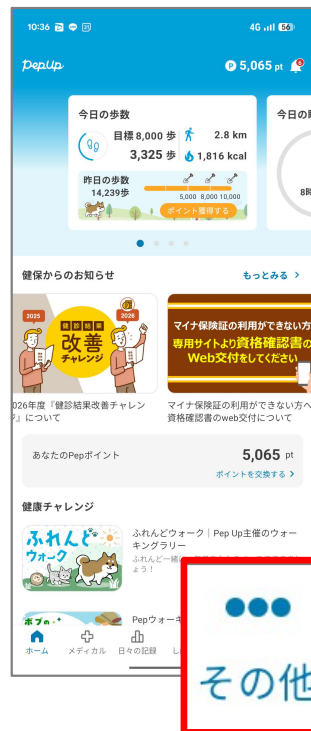 10:36
4G 56
PepUp
P 5,065 pt 6
今日の歩数
目標 8,000 歩
2.8 km
3,325 歩
1,816 kcal
昨日の歩数
14,239歩
5,000 8,000 10,000
ポイント獲得する
今日の
8時
健保からのお知らせ
もっとみる >
2025
健診結果
改善
チャレンジ
2026
マイナ保険証の利用ができない方
専用サイトより資格確認書の
Web交付をしてください
026年度『健診結果改善チャレン
』について
マイナ保険証の利用ができない方へ
資格確認書のweb交付について
あなたのPepポイント
5,065 pt
ポイントを交換する >
健康チャレンジ
ふれんど
ウォーク
ふれんどウォーク｜Pep Up主催のウォー
キングラリー
ふれんどと一緒に
ょう！
Pepウォーキ
ホーム
メディカル
日々の記録
し
その他